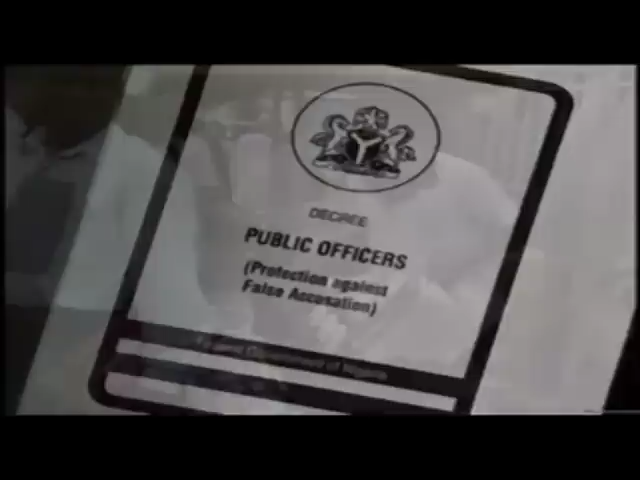 DECREE
PUBLIC OFFICERS
(Protection against
False Accusation)
Federal Government of Nigeria